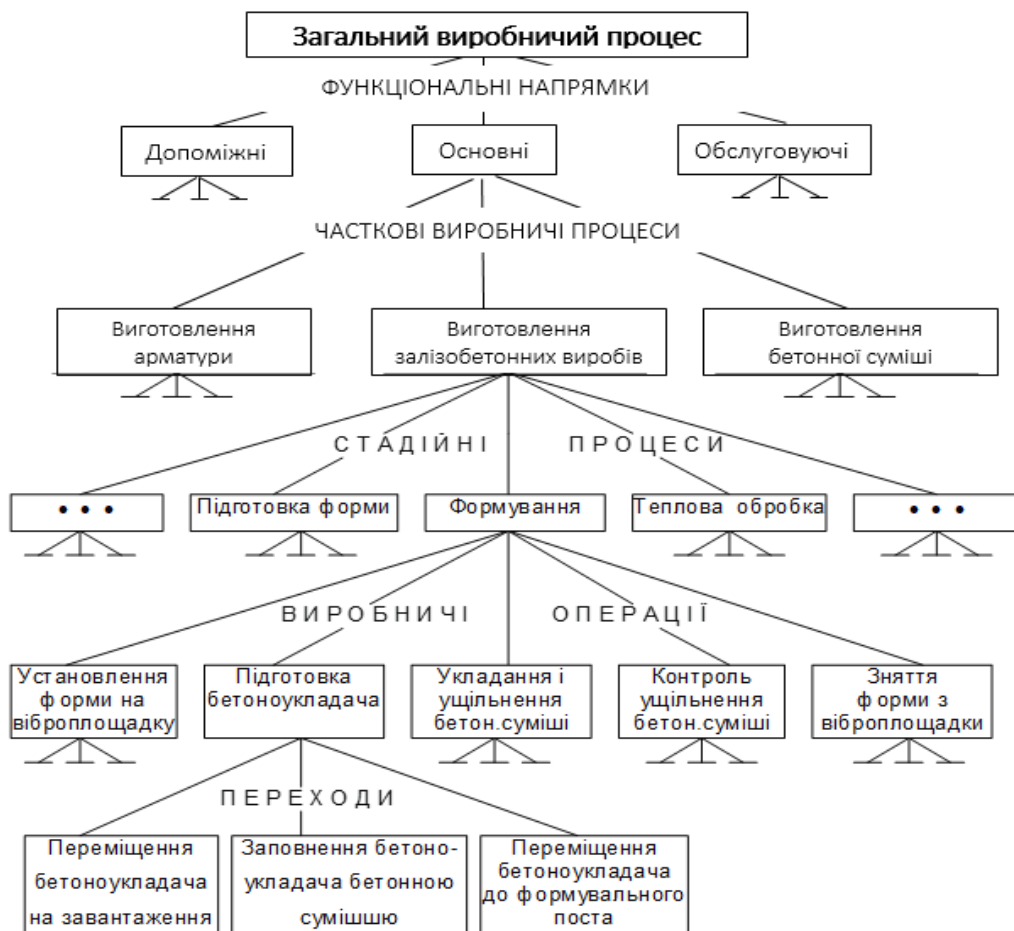 Загальний виробничий процес
ФУНКЦІОНАЛЬНІ НАПРЯМКИ
Допоміжні
Основні
Обслуговуючі
ЧАСТКОВІ ВИРОБНИЧІ ПРОЦЕСИ
Виготовлення
арматури
Виготовлення
залізобетонних виробів
Виготовлення
бетонної суміші
СТАДІЙНІ ПРОЦЕСИ
• • •
Підготовка форми
Формування
Теплова обробка
• • •
ВИРОБНИЧІ ОПЕРАЦІЇ
Установлення
форми на
віброплощадку
Підготовка
бетоноукладача
Укладання і
ущільнення
бетон.суміші
Контроль
ущільнення
бетон.суміші
Зняття
форми з
віброплощадки
ПЕРЕХОДИ
Переміщення
бетоноукладача
на завантаження
Заповнення бетоно-
укладача бетонною
сумішшю
Переміщення
бетоноукладача
до формувального
поста